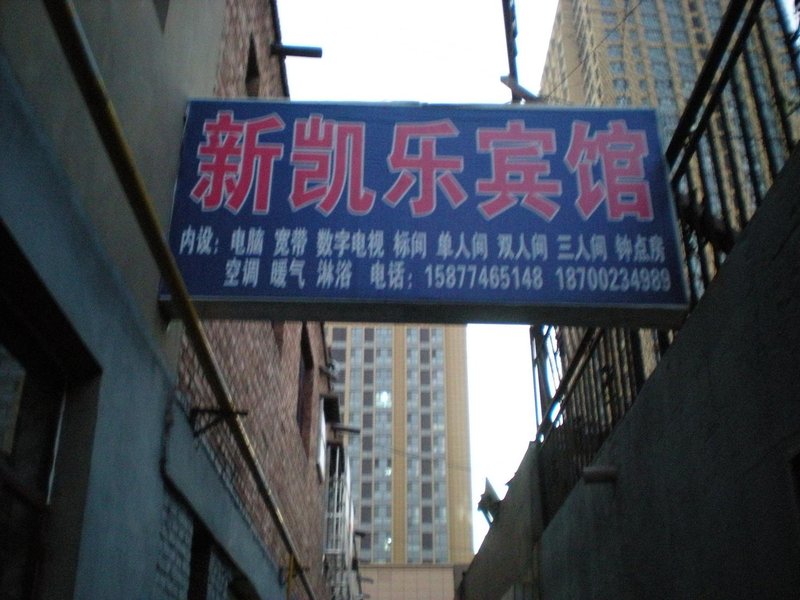 新凯乐宾馆
内设：电脑 宽带 数字电视 标间 单人间 双人间 三人间 钟点房
空调 暖气 淋浴 电话：15877465148 18700234989